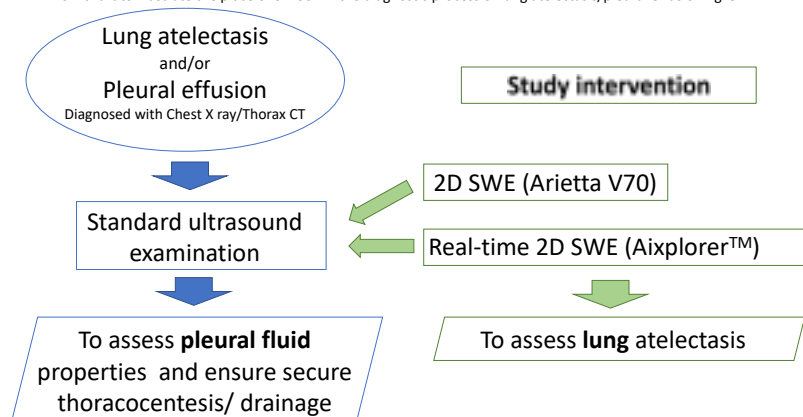 Lung atelectasis
and/or
Pleural effusion
Diagnosed with Chest X ray/Thorax CT
Study intervention
2D SWE (Arietta V70)
Standard ultrasound
examination
Real-time 2D SWE (Aixplorer™)
To assess pleural fluid
properties and ensure secure
thoracocentesis/ drainage
To assess lung atelectasis